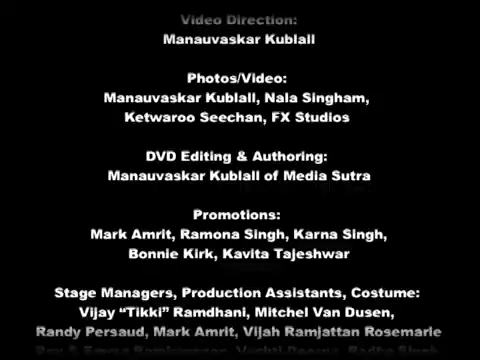 Video Direction:
Manauvaskar Kublall
Photos/Video:
Manauvaskar Kublall, Nala Singham,
Ketwaroo Seechan, FX Studios
DVD Editing & Authoring:
Manauvaskar Kublall of Media Sutra
Promotions:
Mark Amrit, Ramona Singh, Karna Singh,
Bonnie Kirk, Kavita Tajeshwar
Stage Managers, Production Assistants, Costume:
Vijay “Tikki” Ramdhani, Mitchel Van Dusen,
Randy Persaud, Mark Amrit, Vijah Ramjattan Rosemarie